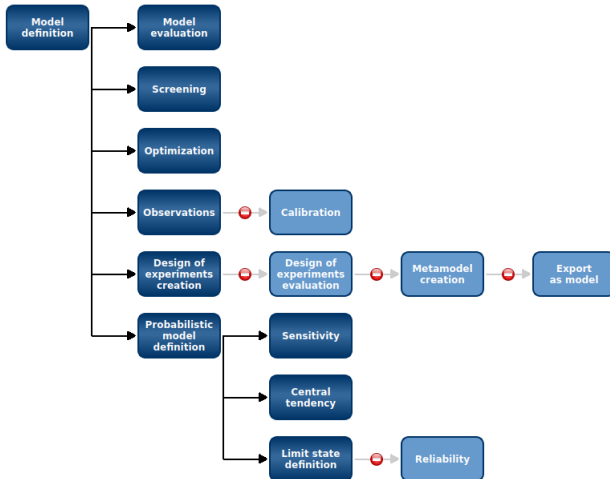 Model
definition
Model
evaluation
Screening
Optimization
Observations
Calibration
Design of
experiments
creation
Design of
experiments
evaluation
Metamodel
creation
Export
as model
Probabilistic
model
definition
Sensitivity
Central
tendency
Limit state
definition
Reliability